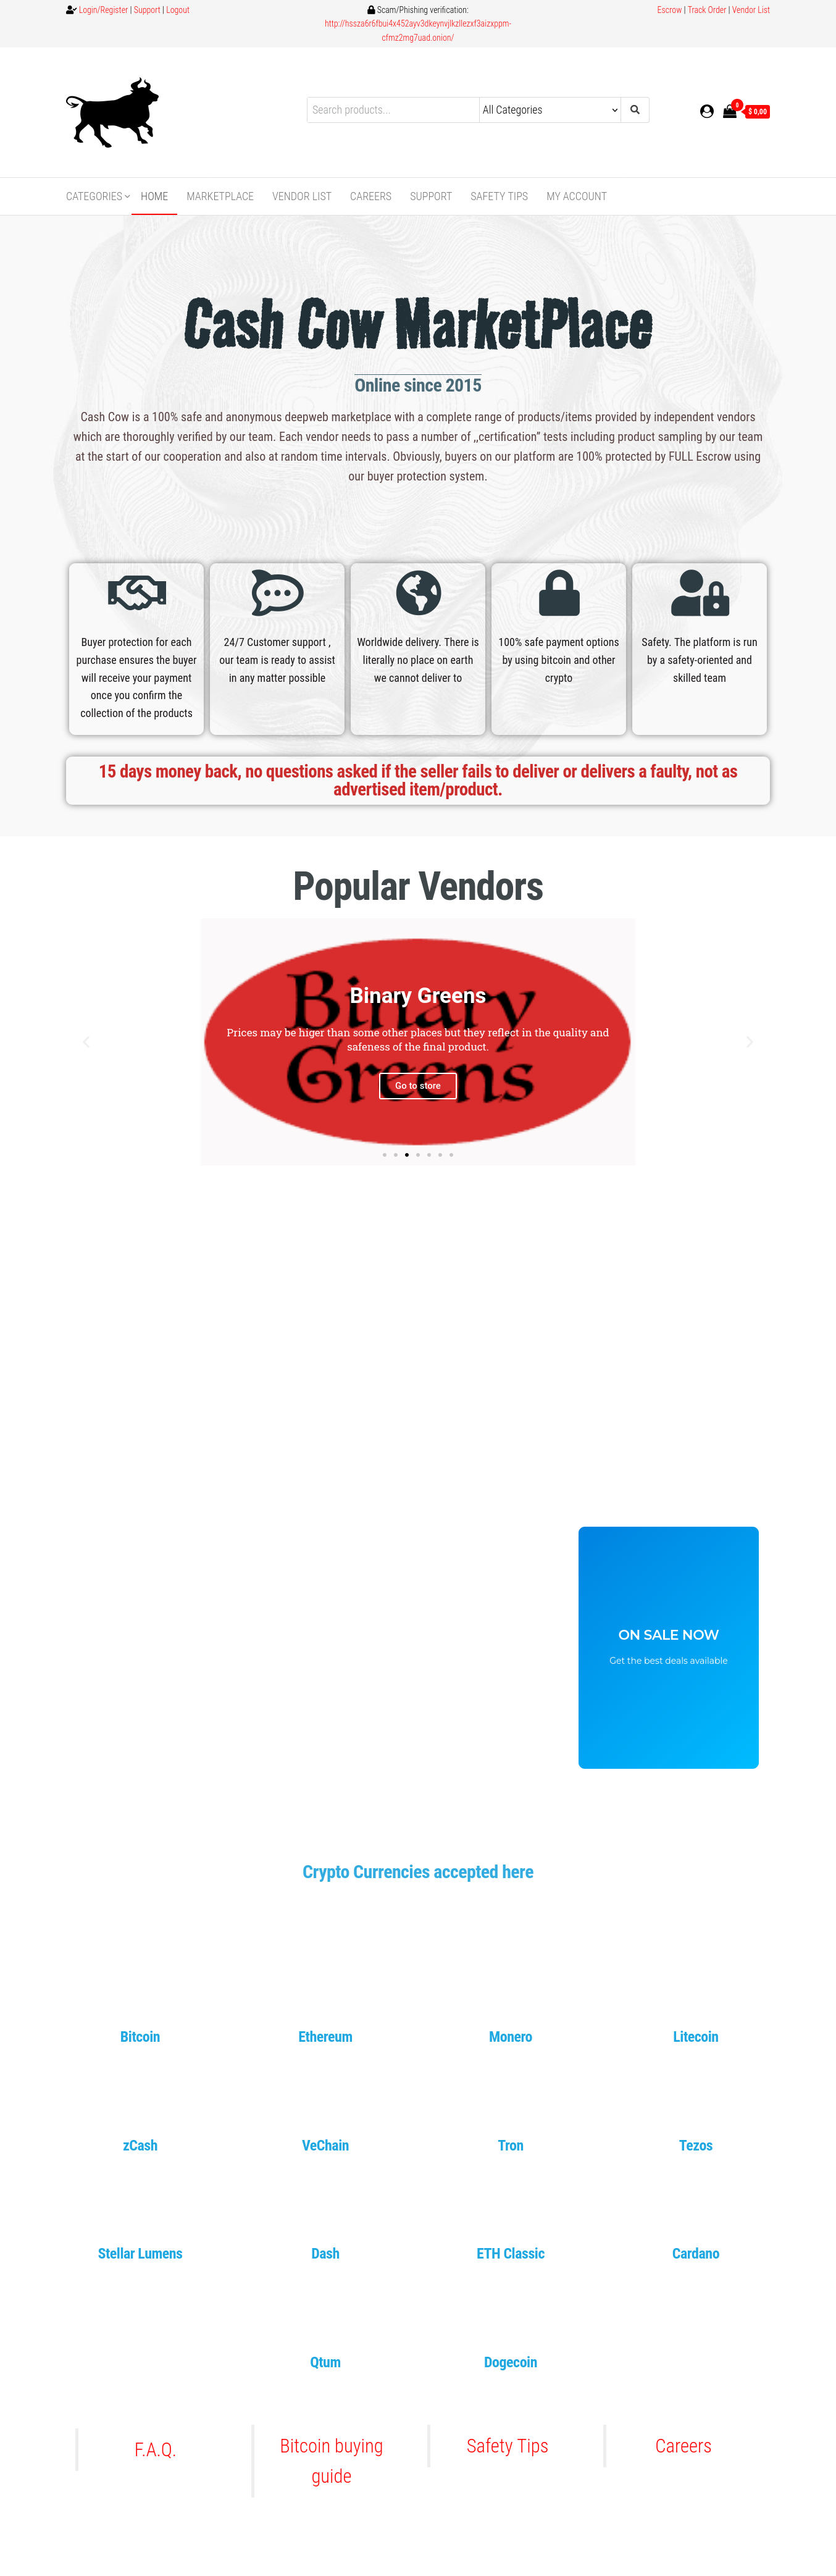 Login/Register | Support | Logout
Scam/Phishing verification:
http://hssza6r6fbui4x452ayv3dkeynvjlkzllezxf3aizxppm-
cfmz2mg7uad.onion/
Escrow | Track Order | Vendor List
Search products...
All Categories
0
$ 0,00
CATEGORIES
HOME
MARKETPLACE
VENDOR LIST
CAREERS
SUPPORT
SAFETY TIPS
MY ACCOUNT
Cash Cow MarketPlace
Online since 2015
Cash Cow is a 100% safe and anonymous deepweb marketplace with a complete range of products/items provided by independent vendors
which are thoroughly verified by our team. Each vendor needs to pass a number of „certification” tests including product sampling by our team
at the start of our cooperation and also at random time intervals. Obviously, buyers on our platform are 100% protected by FULL Escrow using
our buyer protection system.
Buyer protection for each
purchase ensures the buyer
will receive your payment
once you confirm the
collection of the products
24/7 Customer support ,
our team is ready to assist
in any matter possible
Worldwide delivery. There is
literally no place on earth
we cannot deliver to
100% safe payment options
by using bitcoin and other
crypto
Safety. The platform is run
by a safety-oriented and
skilled team
15 days money back, no questions asked if the seller fails to deliver or delivers a faulty, not as
advertised item/product.
Popular Vendors
Binary
Greens
Binary Greens
Prices may be higer than some other places but they reflect in the quality and
safeness of the final product.
Go to store
ON SALE NOW
Get the best deals available
Crypto Currencies accepted here
Bitcoin
Ethereum
Monero
Litecoin
zCash
VeChain
Tron
Tezos
Stellar Lumens
Dash
ETH Classic
Cardano
Qtum
Dogecoin
F.A.Q.
Bitcoin buying
guide
Safety Tips
Careers